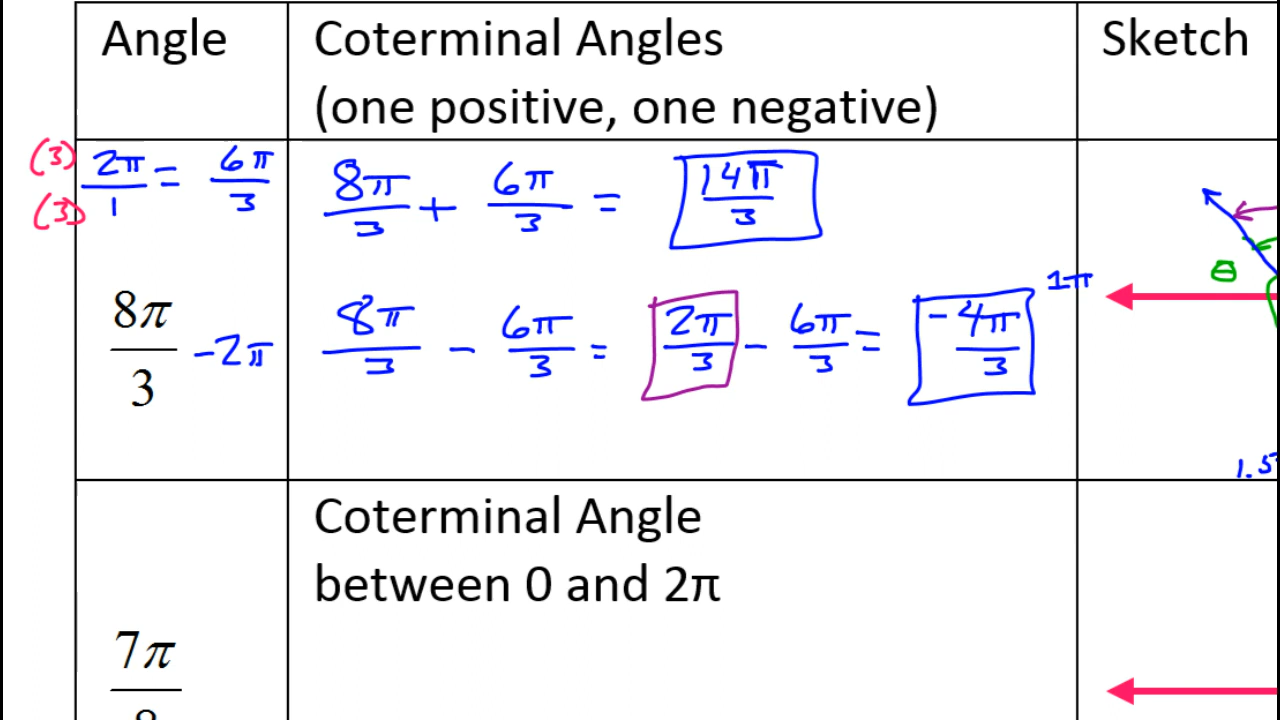 Angle
Coterminal Angles
(one positive, one negative)
Sketch
(3) 2π/1 (3) = 6π/3
8π/3 + 6π/3 = 14π/3
8π/3 -2π
8π/3 - 6π/3 = 2π/3 - 6π/3 = -4π/3
1π
θ
Coterminal Angle
between 0 and 2π
7π